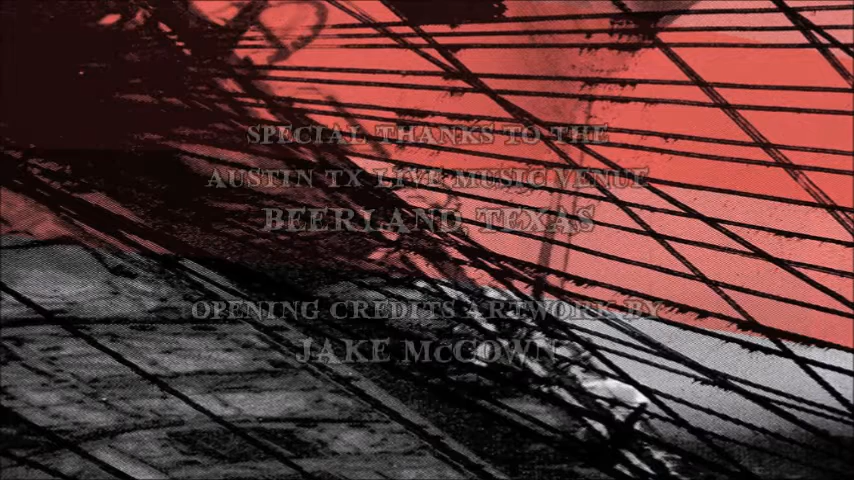 SPECIAL THANKS TO THE
AUSTIN TX LIVE MUSIC VENUE
BEERLAND, TEXAS
OPENING CREDITS ARTWORK BY
JAKE McCOWN